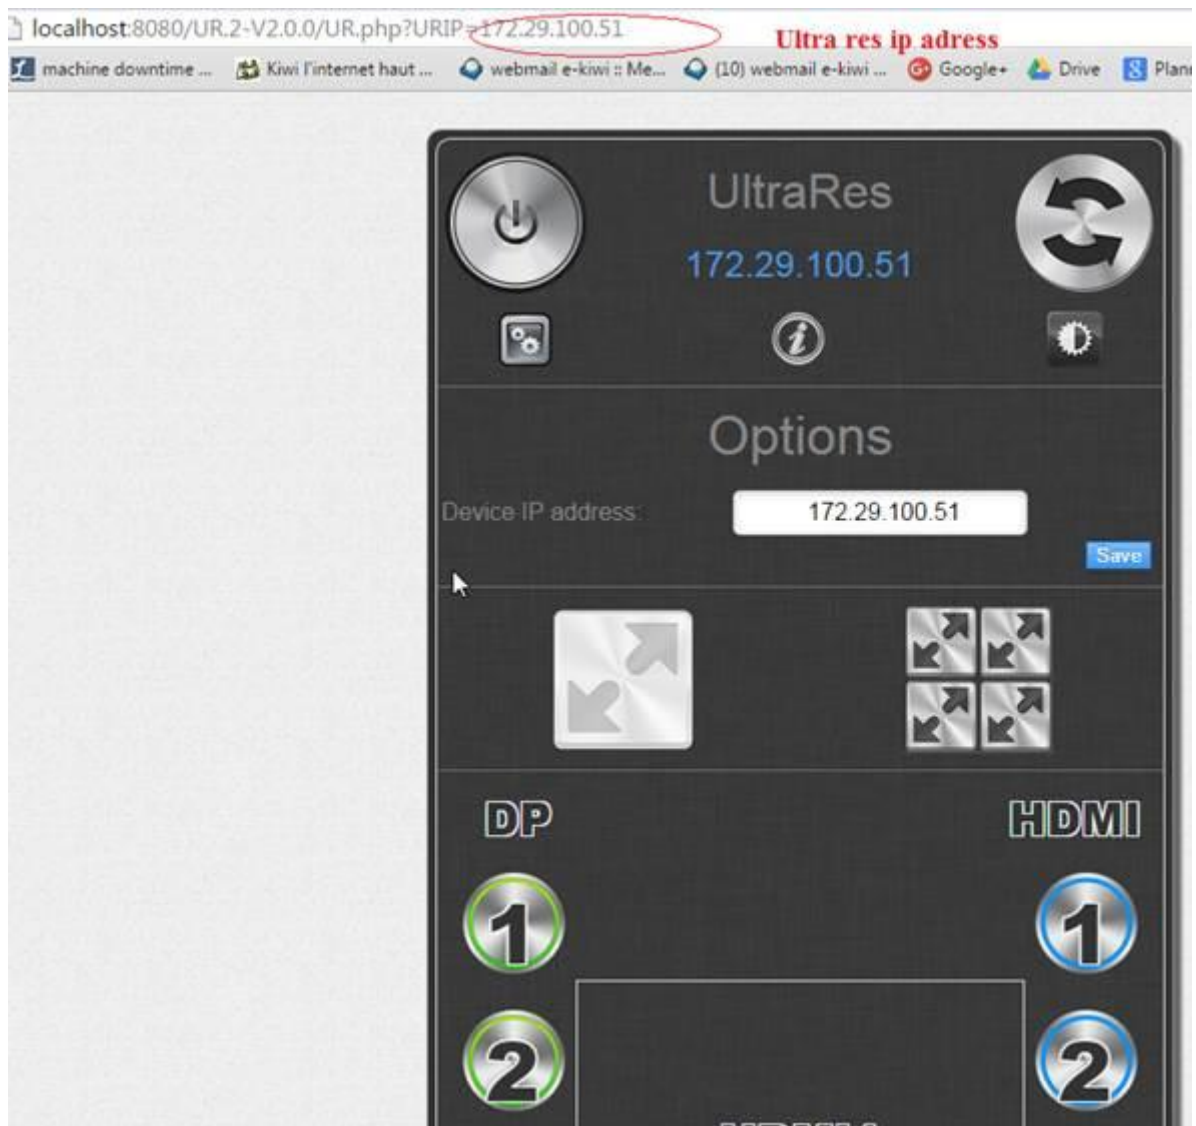 localhost:8080/UR.2-V2.0.0/UR.php?URIP=172.29.100.51
Ultra res ip adress
machine downtime ... Kiwi l'internet haut ... webmail e-kiwi :: Me... (10) webmail e-kiwi ... Google+ Drive Plann
UltraRes
172.29.100.51
Options
Device IP address: 172.29.100.51
Save
DP HDMI
1 1
2 2